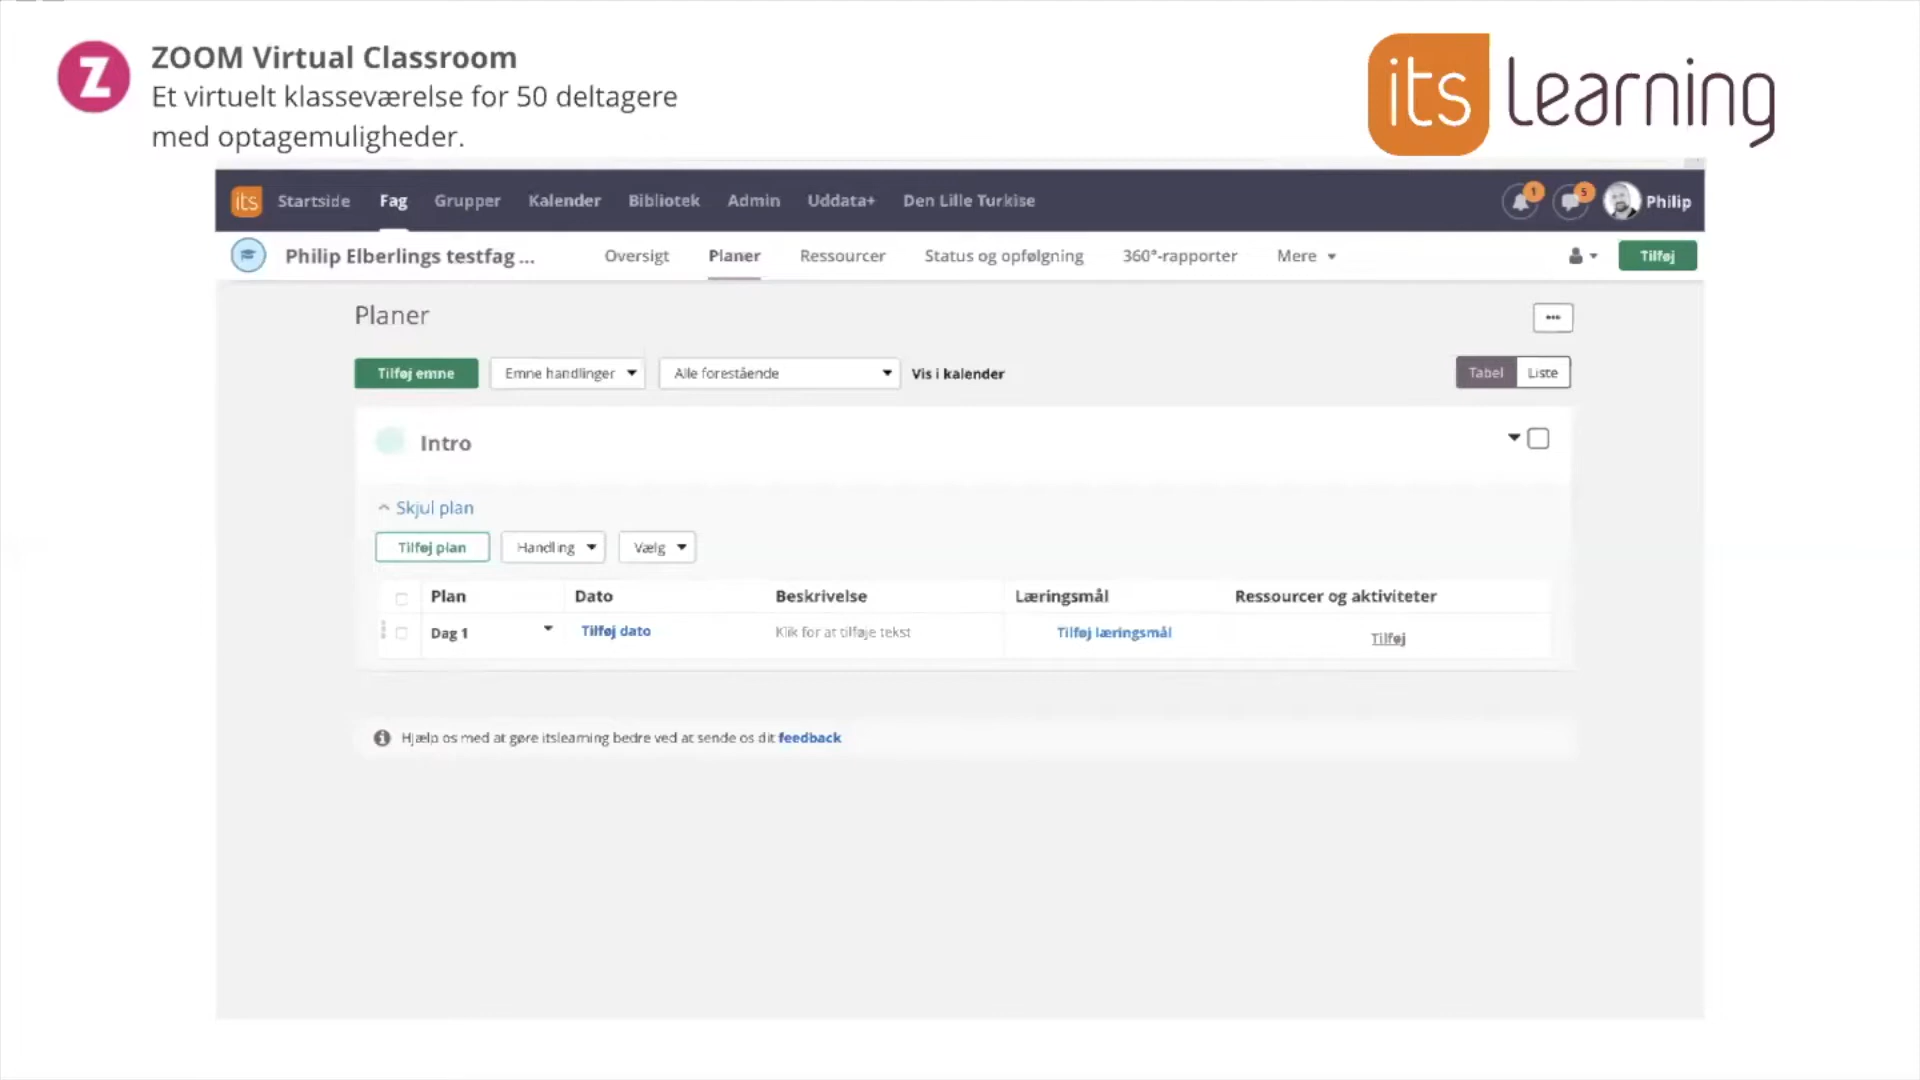 Z
ZOOM Virtual Classroom
Et virtuelt klasseværelse for 50 deltagere
med optagemuligheder.
its learning
its Startside Fag Grupper Kalender Bibliotek Admin Uddata+ Den Lille Turkise 1 5 Philip
Philip Elberlings testfag ... Oversigt Planer Ressourcer Status og opfølgning 360°-rapporter Mere Tilføj
Planer
Tilføj emne Emne handlinger Alle forestående Vis i kalender Tabel Liste
Intro
Skjul plan
Tilføj plan Handling Vælg
Plan Dato Beskrivelse Læringsmål Ressourcer og aktiviteter
Dag 1 Tilføj dato Klik for at tilføje tekst Tilføj læringsmål Tilføj
Hjælp os med at gøre itslearning bedre ved at sende os dit feedback